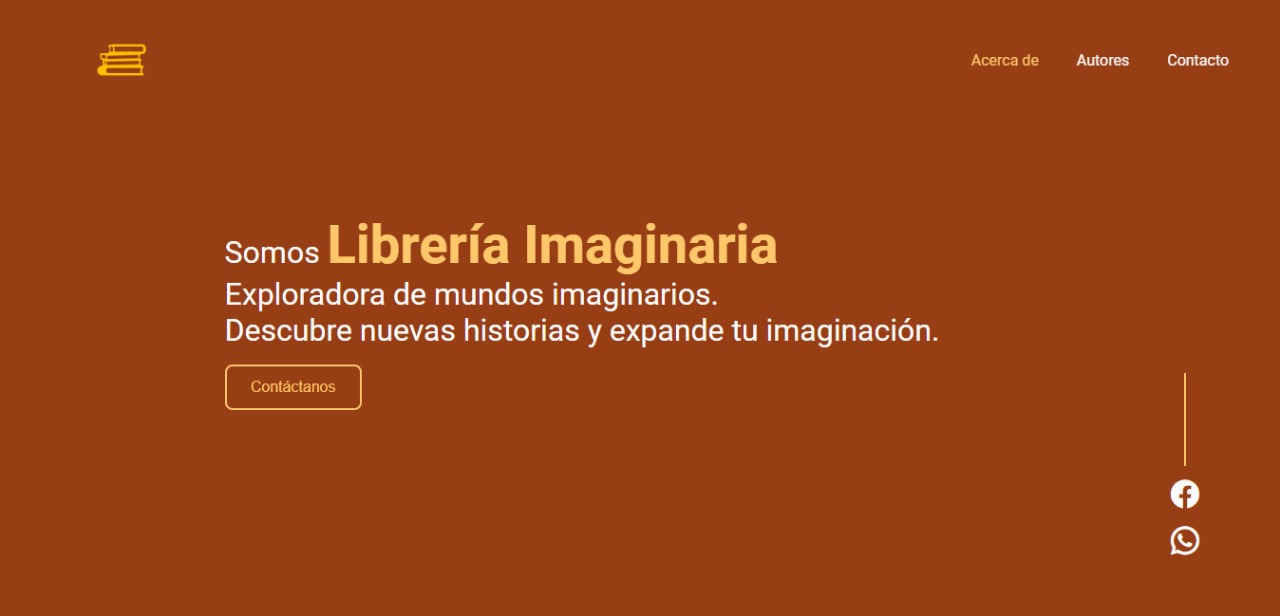 Acerca de Autores Contacto
Somos Librería Imaginaria
Exploradora de mundos imaginarios.
Descubre nuevas historias y expande tu imaginación.
Contáctanos